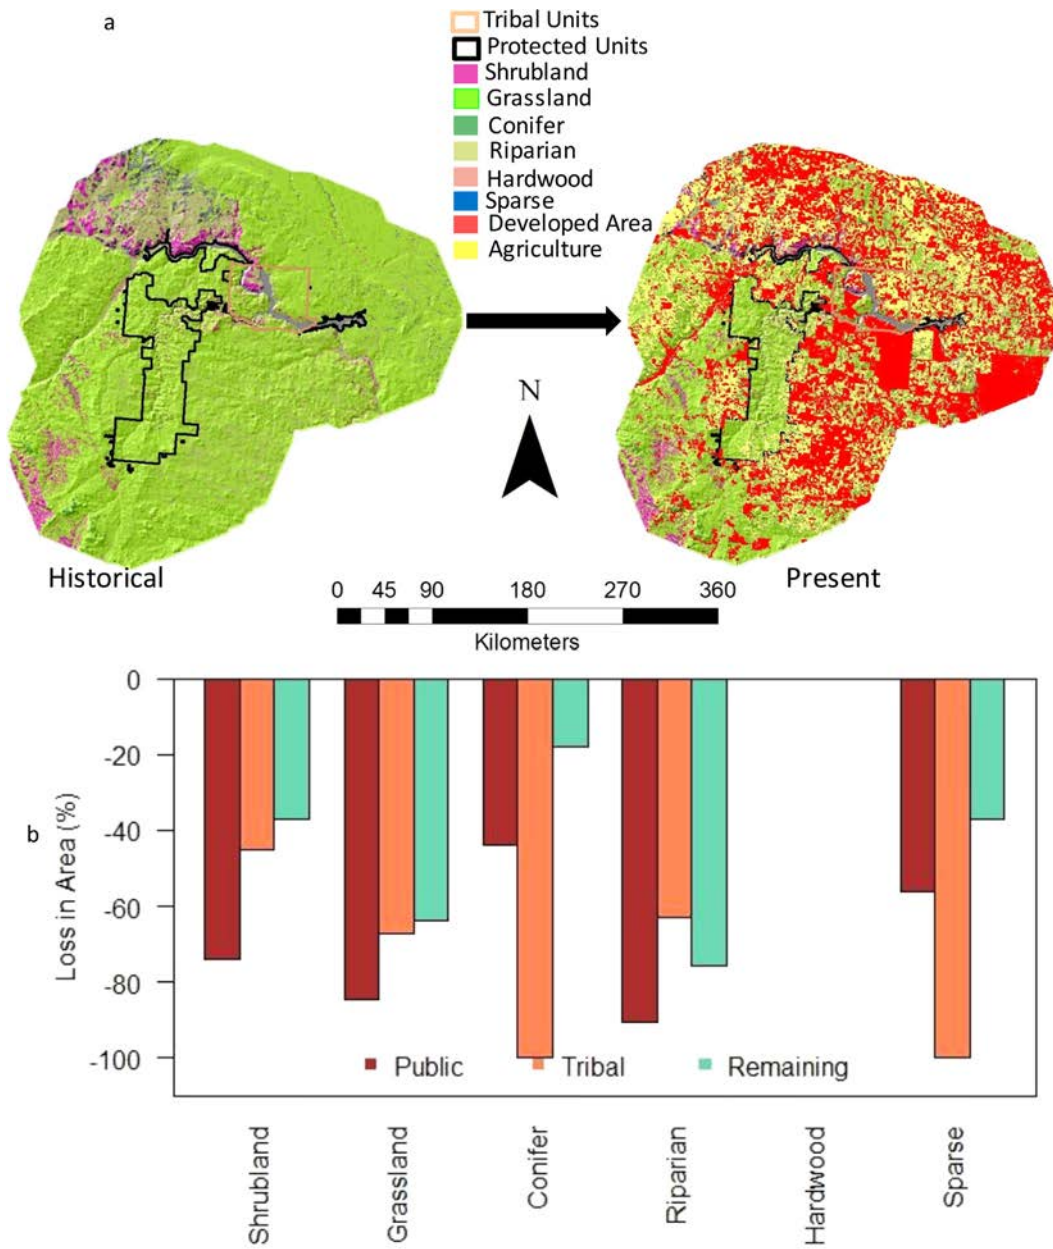 a
Tribal Units
Protected Units
Shrubland
Grassland
Conifer
Riparian
Hardwood
Sparse
Developed Area
Agriculture
N
Historical
Present
0 45 90 180 270 360
Kilometers
b
Loss in Area (%)
0
-20
-40
-60
-80
-100
Public Tribal Remaining
Shrubland
Grassland
Conifer
Riparian
Hardwood
Sparse